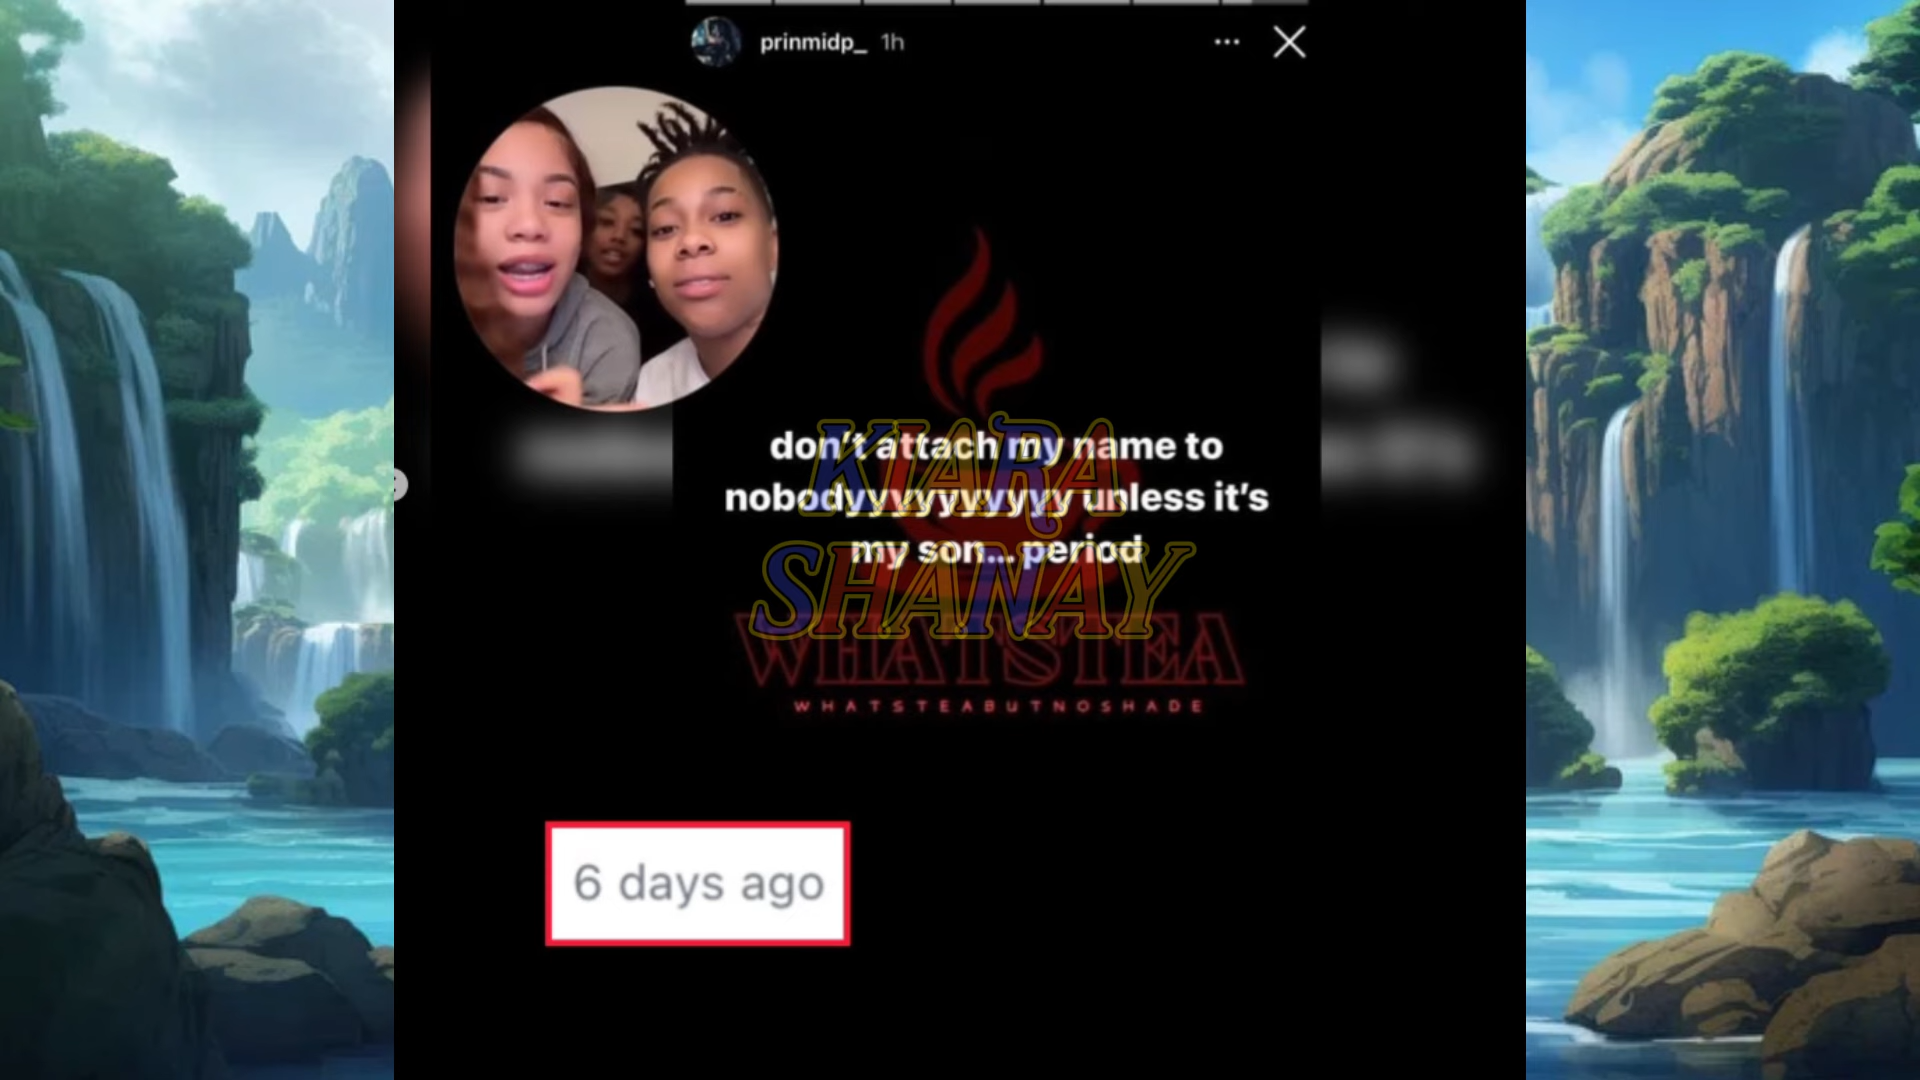 prinmidp_ 1h
don't attach my name to
nobodyyyyyyyyyy unless it's
my son... period
KIARA
SHANAY
WHATSTEA
WHATSTEABUTNOSHADE
6 days ago